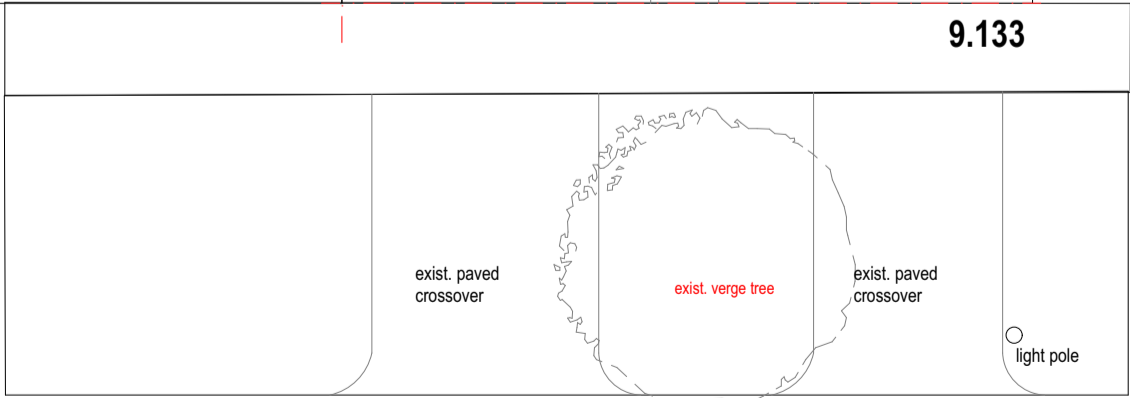 9.133
exist. paved
crossover
exist. verge tree
exist. paved
crossover
light pole